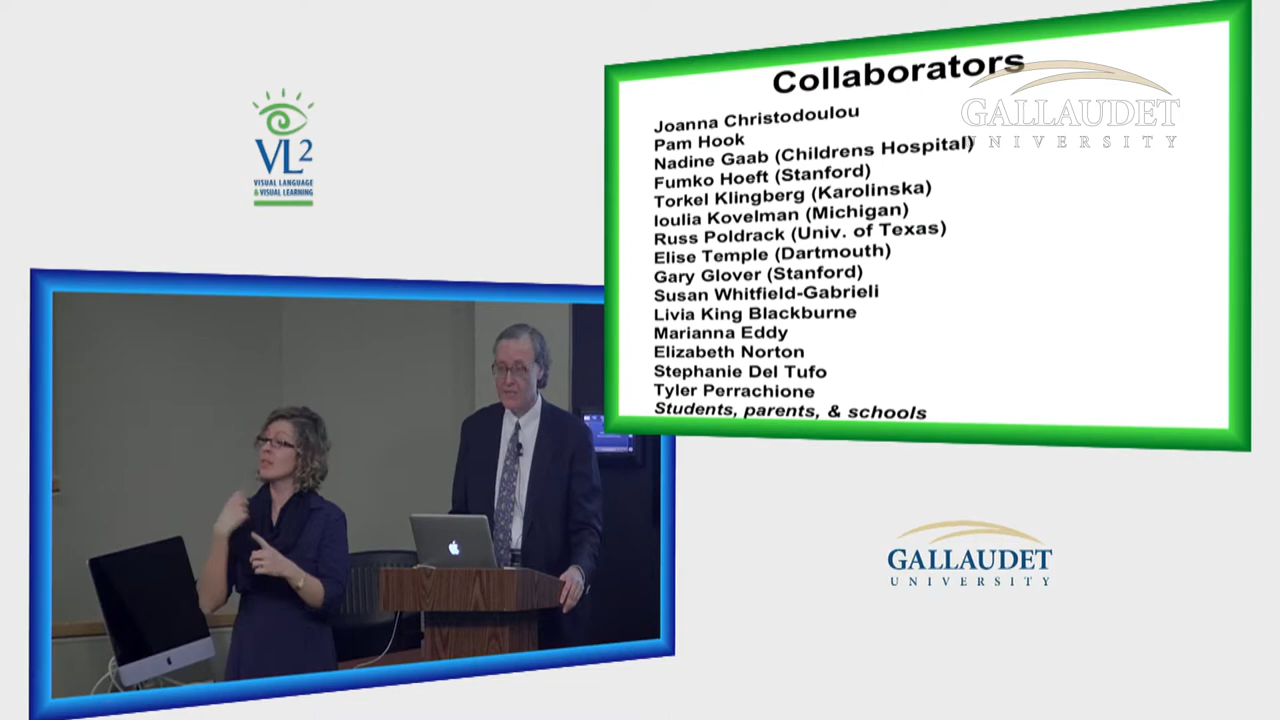 VL2
VISUAL LANGUAGE
& VISUAL LEARNING
Collaborators
Joanna Christodoulou
Pam Hook
Nadine Gaab (Childrens Hospital)
Fumko Hoeft (Stanford)
Torkel Klingberg (Karolinska)
Ioulia Kovelman (Michigan)
Russ Poldrack (Univ. of Texas)
Elise Temple (Dartmouth)
Gary Glover (Stanford)
Susan Whitfield-Gabrieli
Livia King Blackburne
Marianna Eddy
Elizabeth Norton
Stephanie Del Tufo
Tyler Perrachione
Students, parents, & schools
GALLAUDET
UNIVERSITY
GALLAUDET
UNIVERSITY